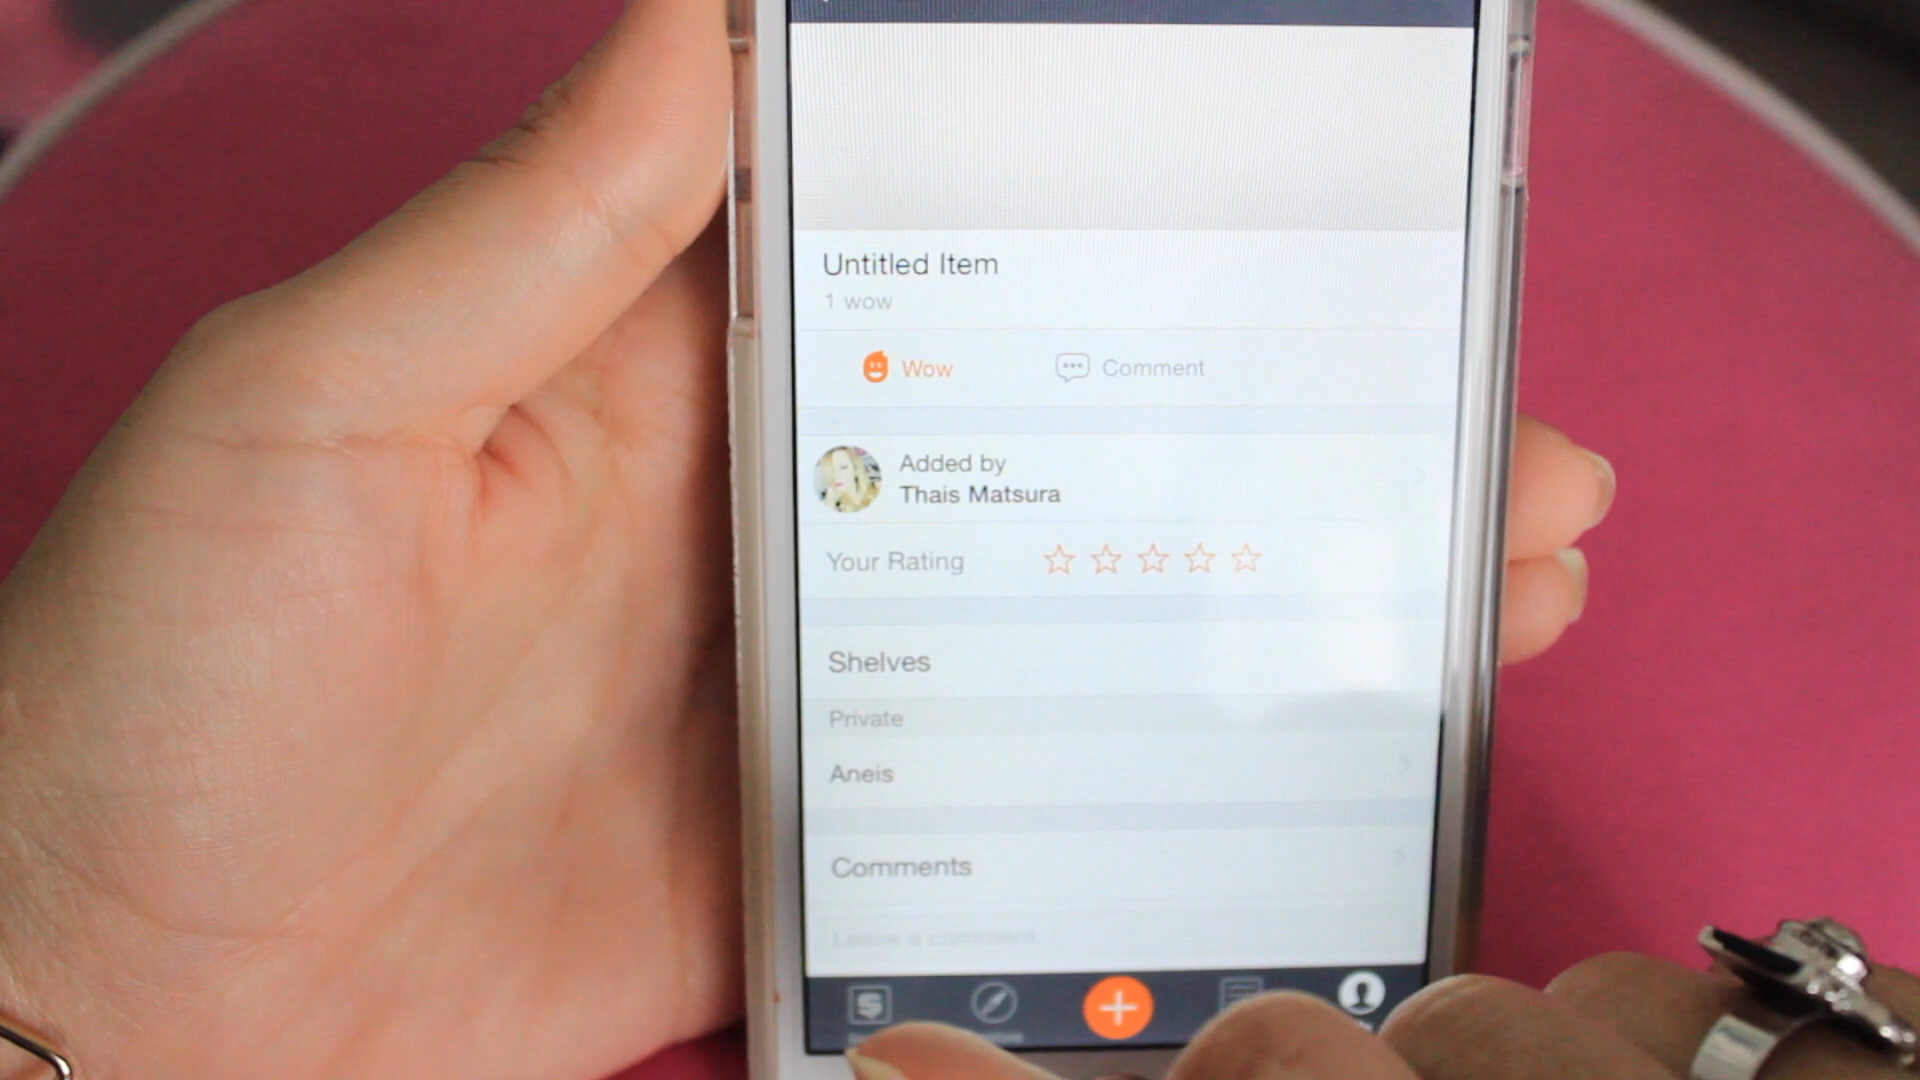 Untitled Item
1 wow
Wow
Comment
Added by
Thais Matsura
Your Rating
Shelves
Private
Aneis
Comments
Leave a comment